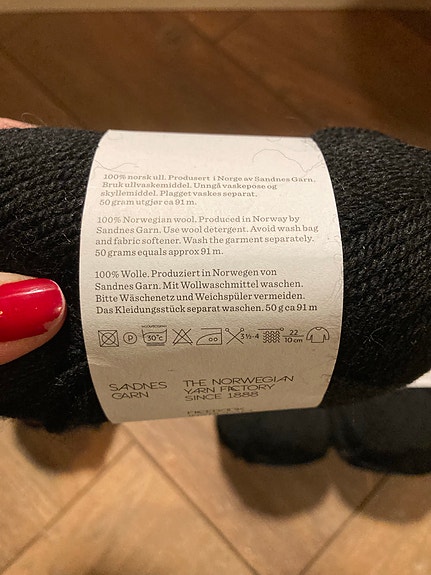 100% norsk ull. Produsert i Norge av Sandnes Garn.
Bruk ullvaskemiddel. Unngå vaskepose og
skyllemiddel. Plagget vaskes separat.
50 gram utgjør ca 91 m.
100% Norwegian wool. Produced in Norway by
Sandnes Garn. Use wool detergent. Avoid wash bag
and fabric softener. Wash the garment separately.
50 grams equals approx 91 m.
100% Wolle. Produziert in Norwegen von
Sandnes Garn. Mit Wollwaschmittel waschen.
Bitte Wäschenetz und Weichspüler vermeiden.
Das Kleidungsstück separat waschen. 50 g ca 91 m
P 30°C 3½-4 22 10 cm
SANDNES GARN
THE NORWEGIAN YARN FACTORY SINCE 1888